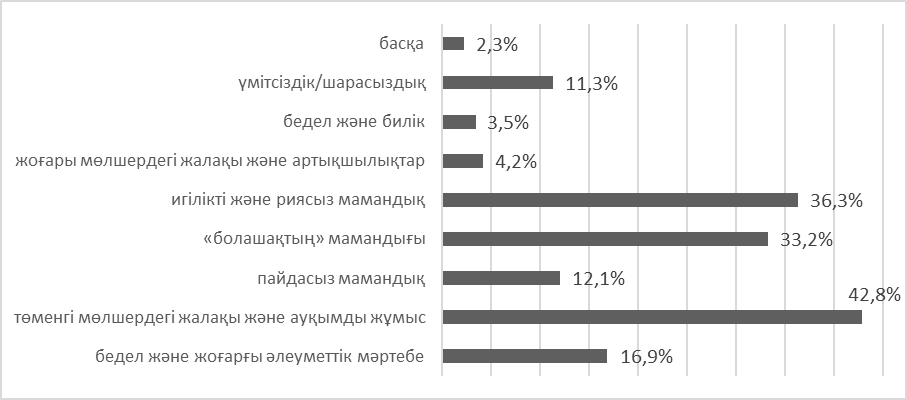 басқа 2,3%
үмітсіздік/шарасыздық 11,3%
бедел және билік 3,5%
жоғары мөлшердегі жалақы және артықшылықтар 4,2%
игілікті және риясыз мамандық 36,3%
«болашақтың» мамандығы 33,2%
пайдасыз мамандық 12,1%
төменгі мөлшердегі жалақы және ауқымды жұмыс 42,8%
бедел және жоғарғы әлеуметтік мәртебе 16,9%